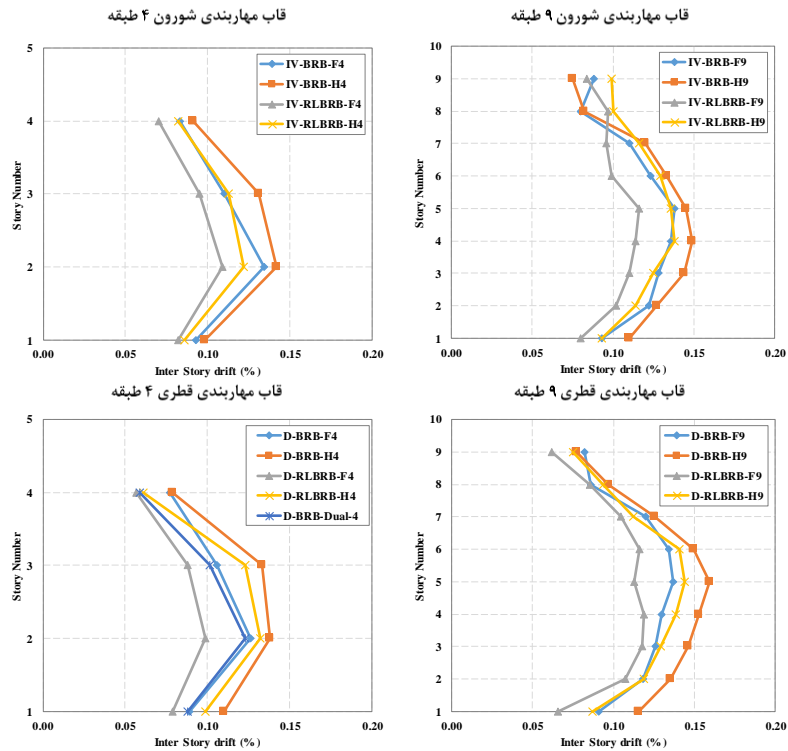 قاب مهاربندی شورون ۴ طبقه
5
4
3
2
1
Story Number
IV-BRB-F4
IV-BRB-H4
IV-RLBRB-F4
IV-RLBRB-H4
0.00
0.05
0.10
0.15
0.20
Inter Story drift (%)
قاب مهاربندی شورون ۹ طبقه
10
9
8
7
6
5
4
3
2
1
Story Number
IV-BRB-F9
IV-BRB-H9
IV-RLBRB-F9
IV-RLBRB-H9
0.00
0.05
0.10
0.15
0.20
Inter Story drift (%)
قاب مهاربندی قطری ۴ طبقه
5
4
3
2
1
Story Number
D-BRB-F4
D-BRB-H4
D-RLBRB-F4
D-RLBRB-H4
D-BRB-Dual-4
0.00
0.05
0.10
0.15
0.20
Inter Story drift (%)
قاب مهاربندی قطری ۹ طبقه
10
9
8
7
6
5
4
3
2
1
Story Number
D-BRB-F9
D-BRB-H9
D-RLBRB-F9
D-RLBRB-H9
0.00
0.05
0.10
0.15
0.20
Inter Story drift (%)